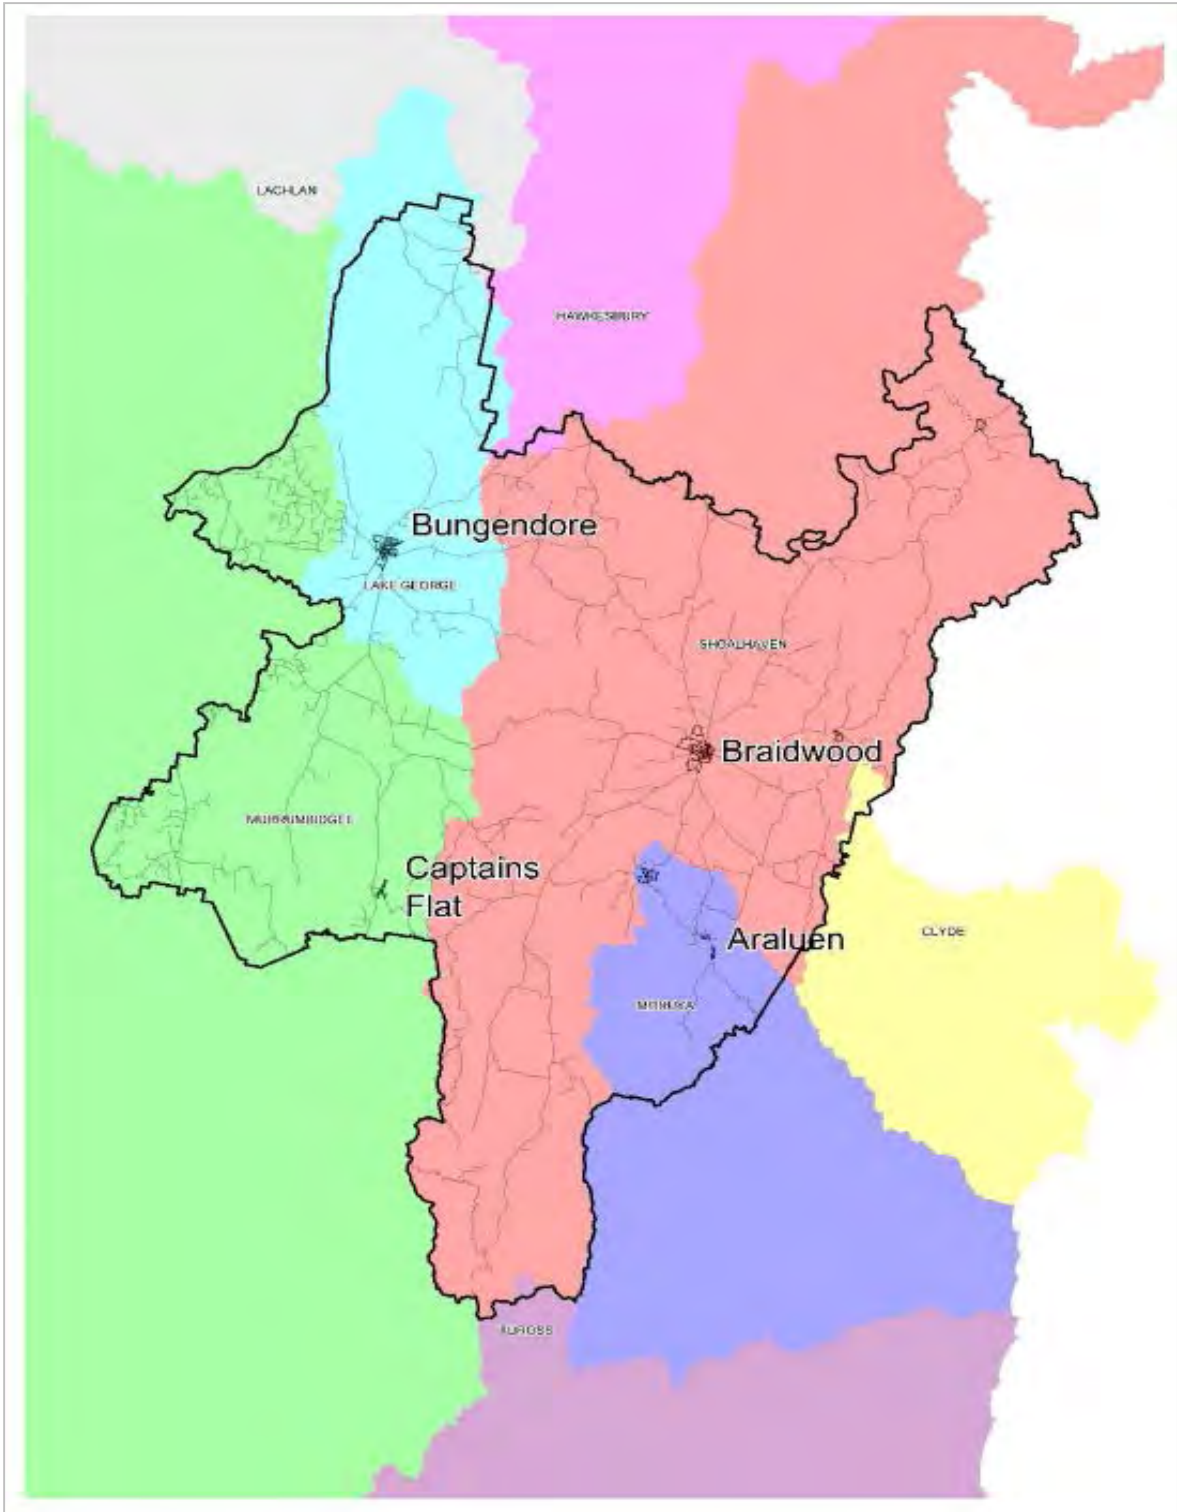 LACHLAN
HAWKESBURY
Bungendore
LAKE GEORGE
SHOALHAVEN
Braidwood
MURRUMBIDGEE
Captains
Flat
Araluen
CLYDE
MORUYA
TUROSS